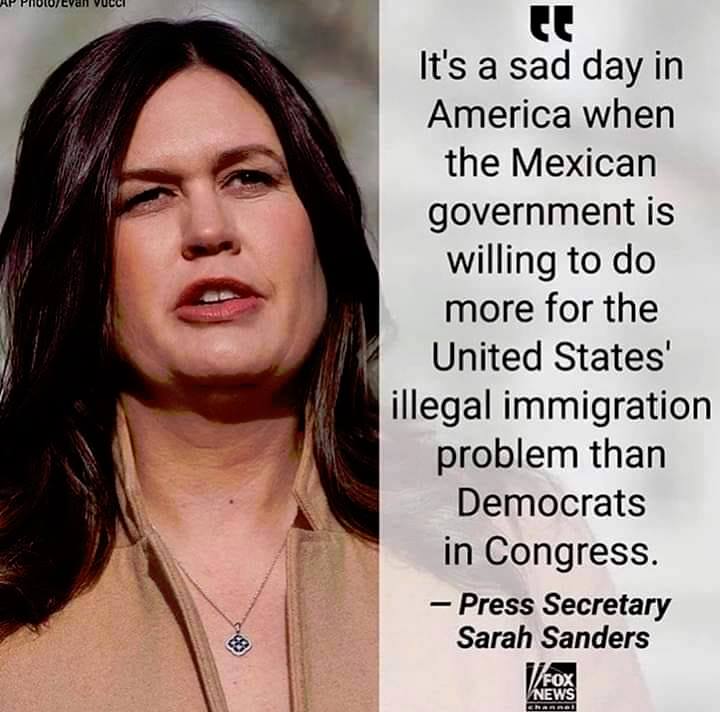 AP Photo/Evan Vucci
"
It's a sad day in
America when
the Mexican
government is
willing to do
more for the
United States'
illegal immigration
problem than
Democrats
in Congress.
— Press Secretary
Sarah Sanders
FOX
NEWS
channel